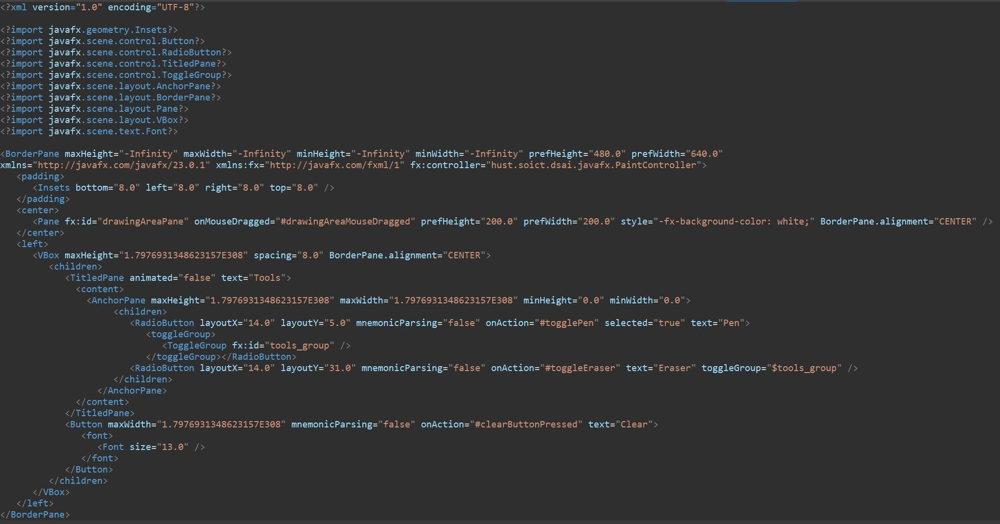 <?xml version="1.0" encoding="UTF-8"?>

<?import javafx.geometry.Insets?>
<?import javafx.scene.control.Button?>
<?import javafx.scene.control.RadioButton?>
<?import javafx.scene.control.TitledPane?>
<?import javafx.scene.control.ToggleGroup?>
<?import javafx.scene.layout.AnchorPane?>
<?import javafx.scene.layout.BorderPane?>
<?import javafx.scene.layout.Pane?>
<?import javafx.scene.layout.VBox?>
<?import javafx.scene.text.Font?>

<BorderPane maxHeight="-Infinity" maxWidth="-Infinity" minHeight="-Infinity" minWidth="-Infinity" prefHeight="480.0" prefWidth="640.0"
xmlns="http://javafx.com/javafx/23.0.1" xmlns:fx="http://javafx.com/fxml/1" fx:controller="hust.soict.dsai.javafx.PaintController">
   <padding>
      <Insets bottom="8.0" left="8.0" right="8.0" top="8.0" />
   </padding>
   <center>
      <Pane fx:id="drawingAreaPane" onMouseDragged="#drawingAreaMouseDragged" prefHeight="200.0" prefWidth="200.0" style="-fx-background-color: white;" BorderPane.alignment="CENTER" />
   </center>
   <left>
      <VBox maxHeight="1.7976931348623157E308" spacing="8.0" BorderPane.alignment="CENTER">
         <children>
            <TitledPane animated="false" text="Tools">
              <content>
                <AnchorPane maxHeight="1.7976931348623157E308" maxWidth="1.7976931348623157E308" minHeight="0.0" minWidth="0.0">
                     <children>
                        <RadioButton layoutX="14.0" layoutY="5.0" mnemonicParsing="false" onAction="#togglePen" selected="true" text="Pen">
                           <toggleGroup>
                              <ToggleGroup fx:id="tools_group" />
                           </toggleGroup></RadioButton>
                        <RadioButton layoutX="14.0" layoutY="31.0" mnemonicParsing="false" onAction="#toggleEraser" text="Eraser" toggleGroup="$tools_group" />
                     </children>
                  </AnchorPane>
              </content>
            </TitledPane>
            <Button maxWidth="1.7976931348623157E308" mnemonicParsing="false" onAction="#clearButtonPressed" text="Clear">
               <font>
                  <Font size="13.0" />
               </font>
            </Button>
         </children>
      </VBox>
   </left>
</BorderPane>